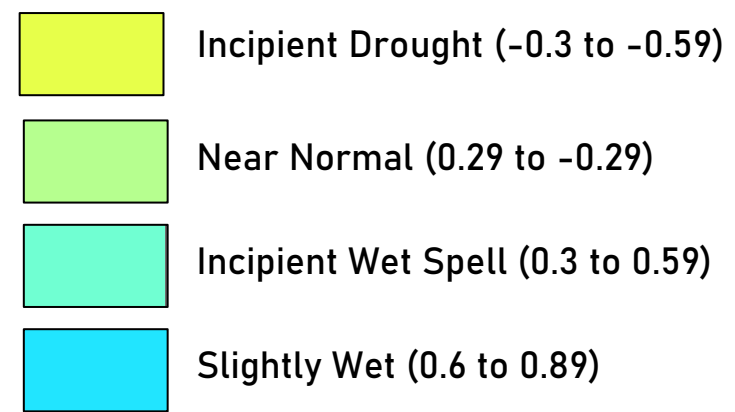 Incipient Drought (-0.3 to -0.59)
Near Normal (0.29 to -0.29)
Incipient Wet Spell (0.3 to 0.59)
Slightly Wet (0.6 to 0.89)